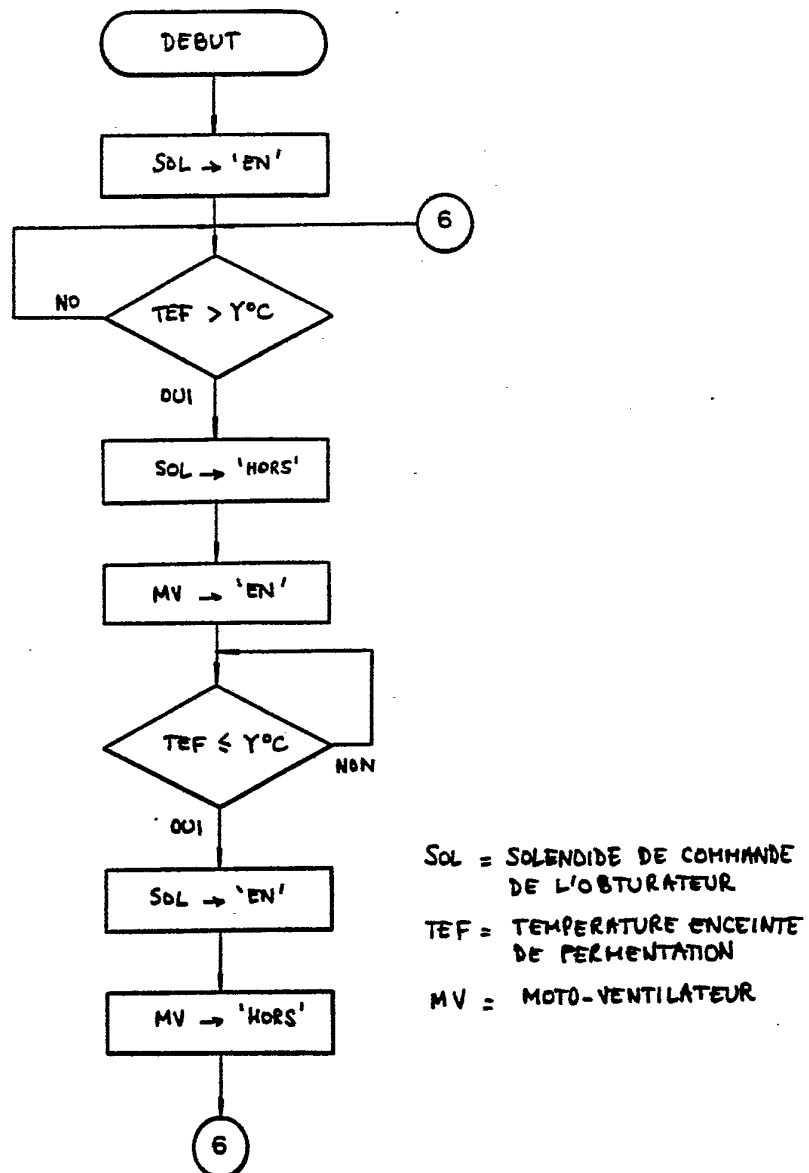 DEBUT
SOL → 'EN'
6
TEF > Y°C
NO
OUI
SOL → 'HORS'
MV → 'EN'
TEF ≤ Y°C
NON
OUI
SOL → 'EN'
MV → 'HORS'
6
SOL = SOLENOIDE DE COMMANDE
DE L'OBTURATEUR
TEF = TEMPERATURE ENCEINTE
DE FERMENTATION
MV = MOTO-VENTILATEUR